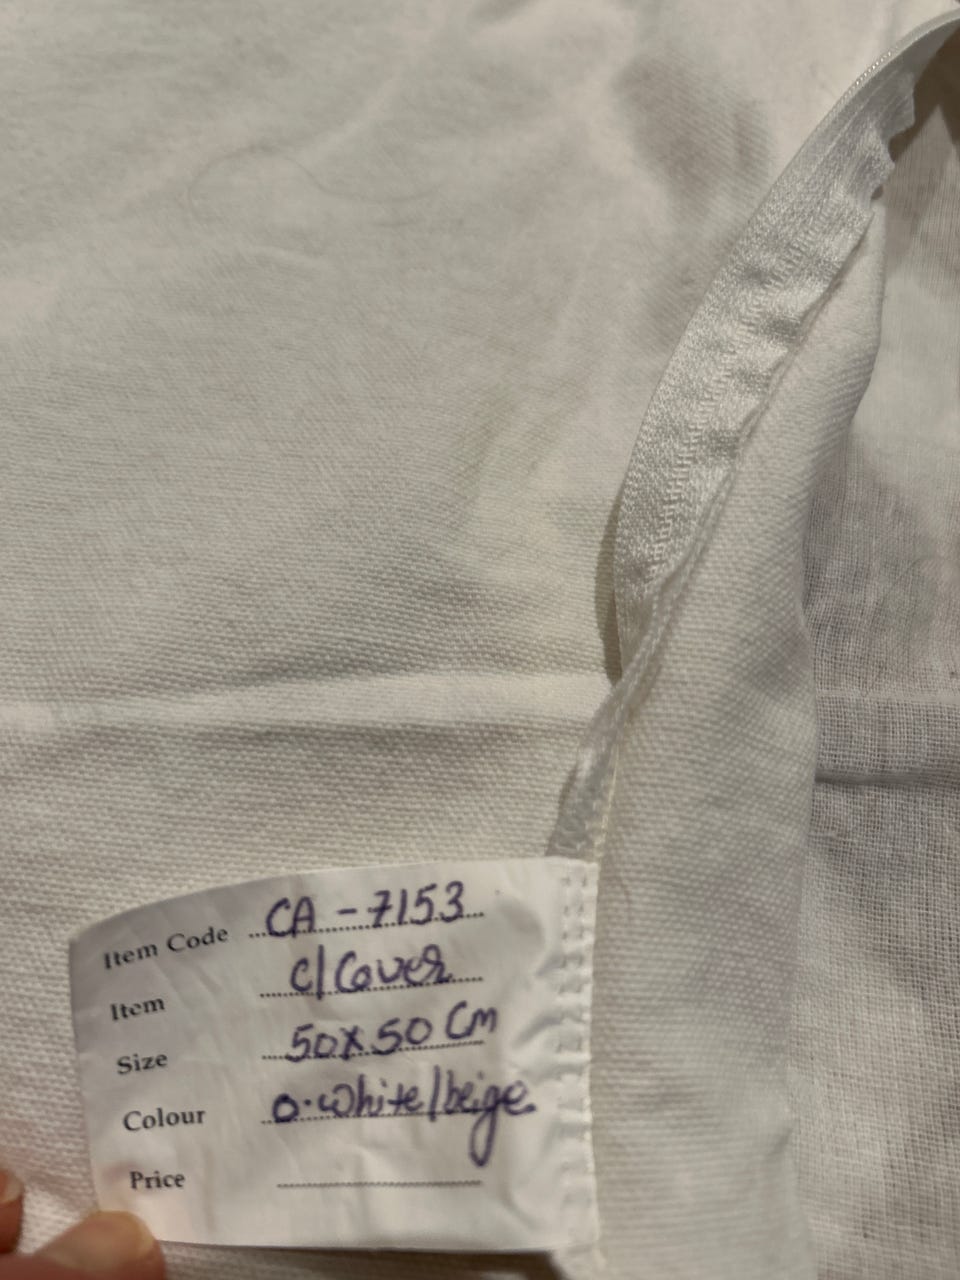 Item Code CA-7153
Item C/Cover
Size 50x50 Cm
Colour O.White/beige
Price